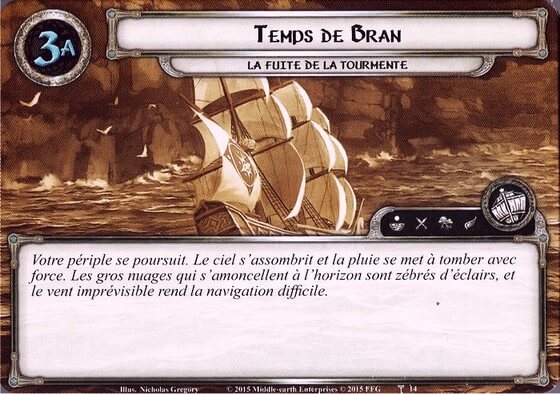 3A
Temps de Bran
La Fuite de la Tourmente
Votre périple se poursuit. Le ciel s'assombrit et la pluie se met à tomber avec
force. Les gros nuages qui s'amoncellent à l'horizon sont zébrés d'éclairs, et
le vent imprévisible rend la navigation difficile.
Illus. Nicholas Gregory © 2015 Middle-earth Enterprises © 2015 FFG 14